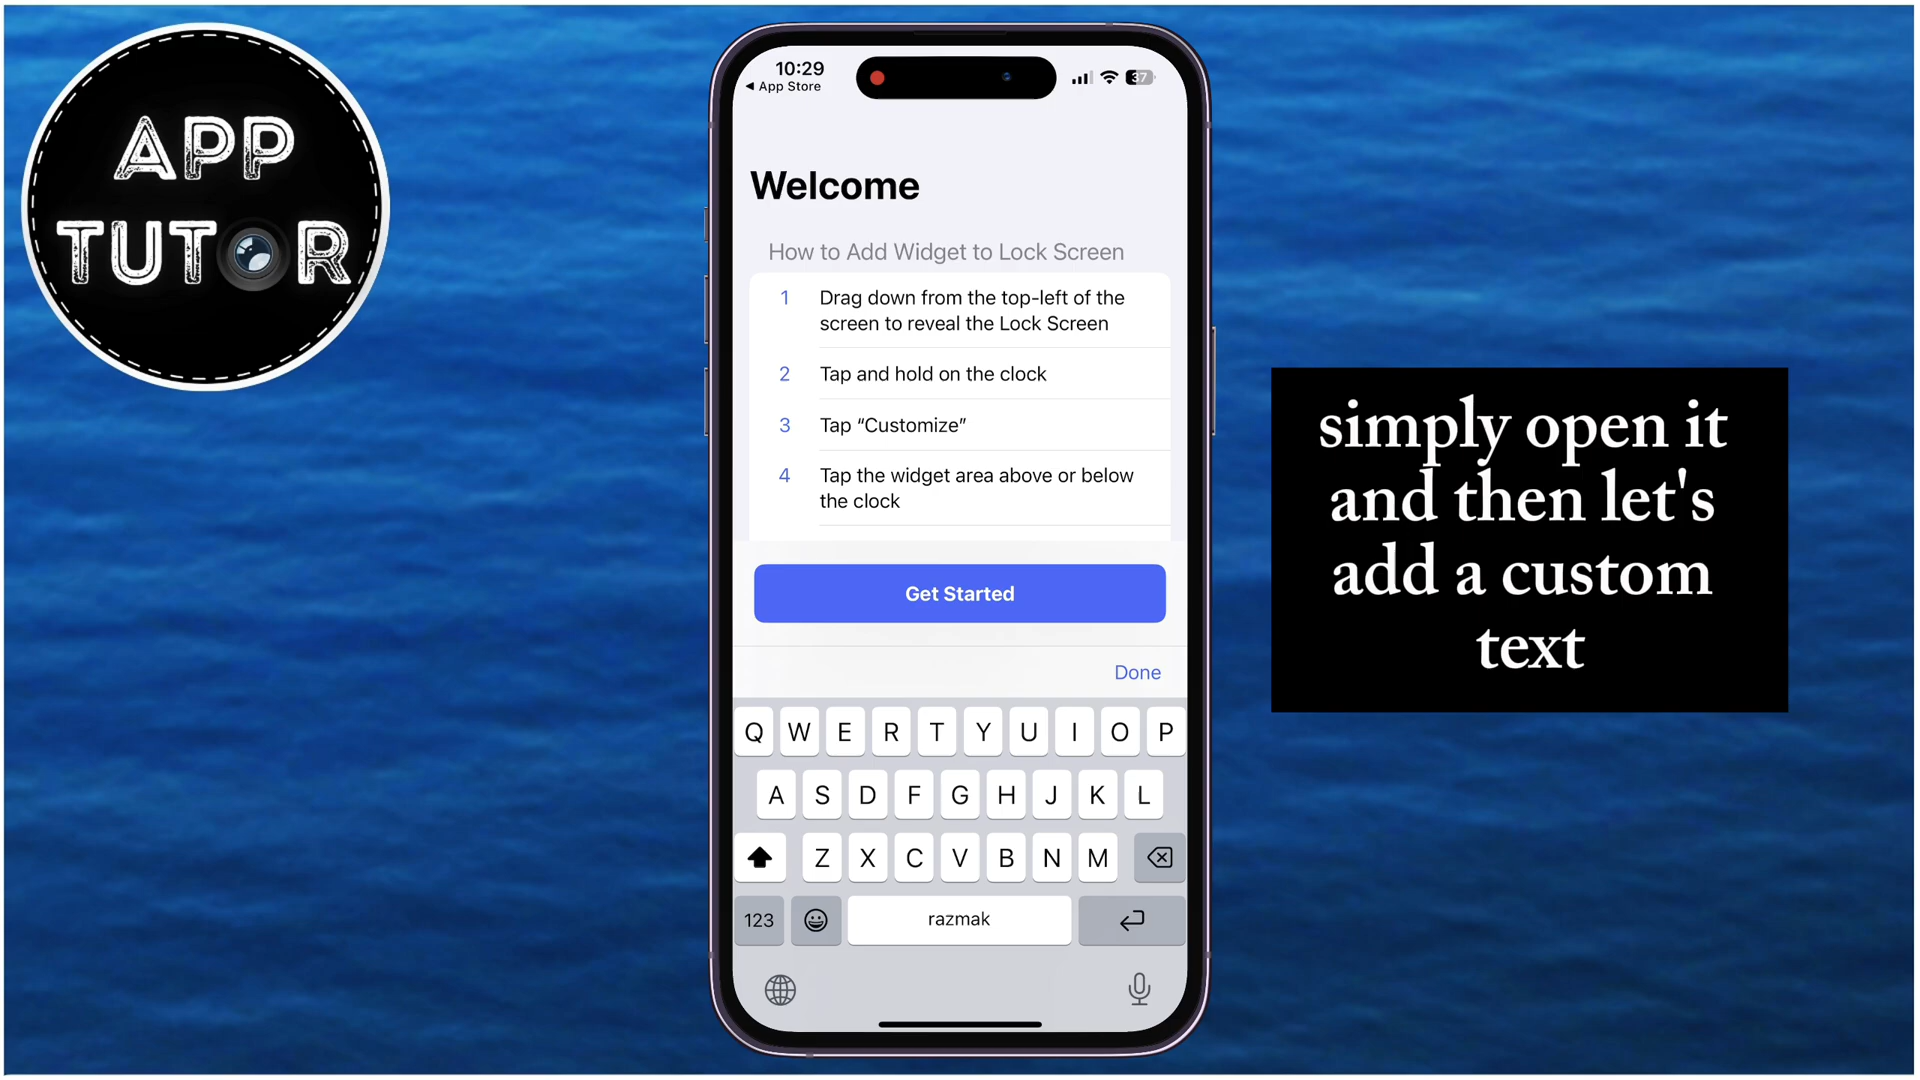 APP
TUTOR
10:29
◀ App Store
37
Welcome
How to Add Widget to Lock Screen
1 Drag down from the top-left of the
screen to reveal the Lock Screen
2 Tap and hold on the clock
3 Tap “Customize”
4 Tap the widget area above or below
the clock
Get Started
Done
Q W E R T Y U I O P
A S D F G H J K L
Z X C V B N M
123 razmak
simply open it
and then let's
add a custom
text